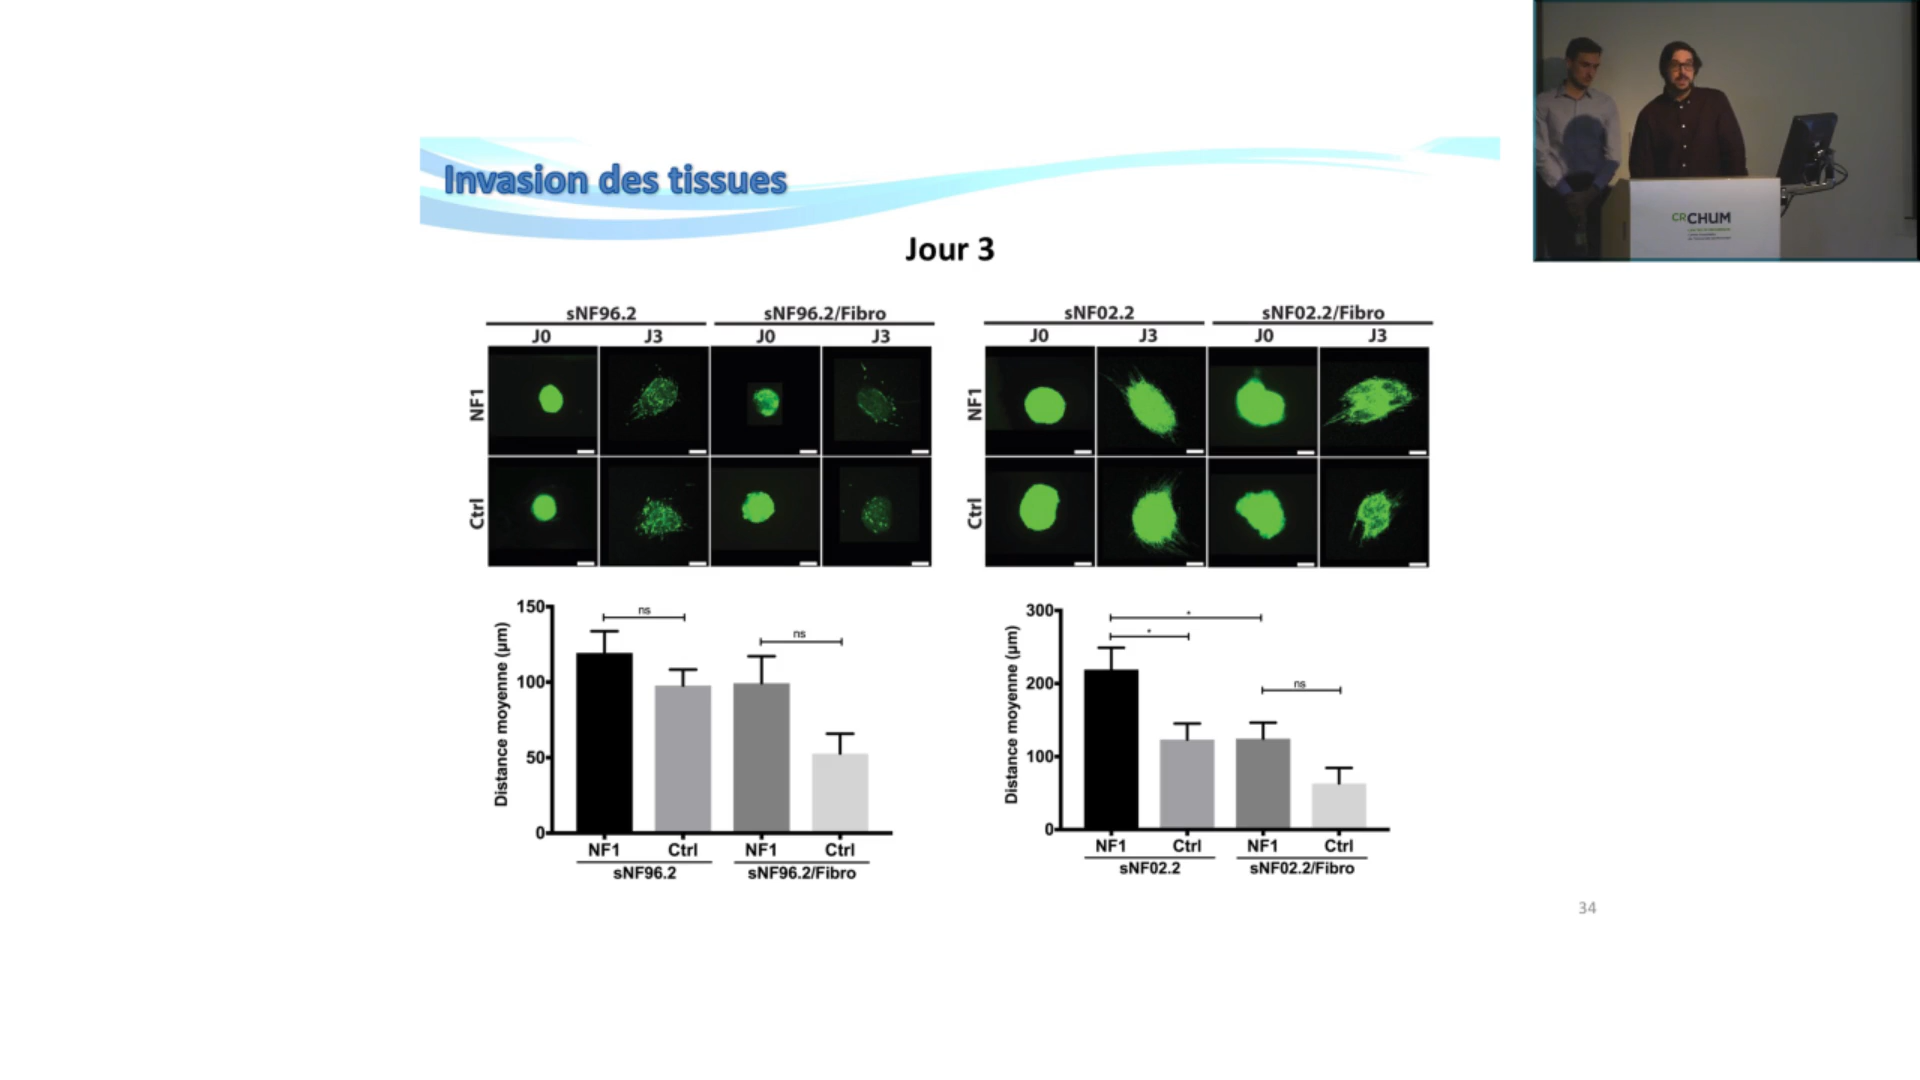 Invasion des tissues
Jour 3
CRCHUM
sNF96.2
sNF96.2/Fibro
J0
J3
J0
J3
NF1
Ctrl
sNF02.2
sNF02.2/Fibro
J0
J3
J0
J3
NF1
Ctrl
Distance moyenne (µm)
150
100
50
0
ns
ns
NF1
Ctrl
NF1
Ctrl
sNF96.2
sNF96.2/Fibro
Distance moyenne (µm)
300
200
100
0
*
*
ns
NF1
Ctrl
NF1
Ctrl
sNF02.2
sNF02.2/Fibro
34